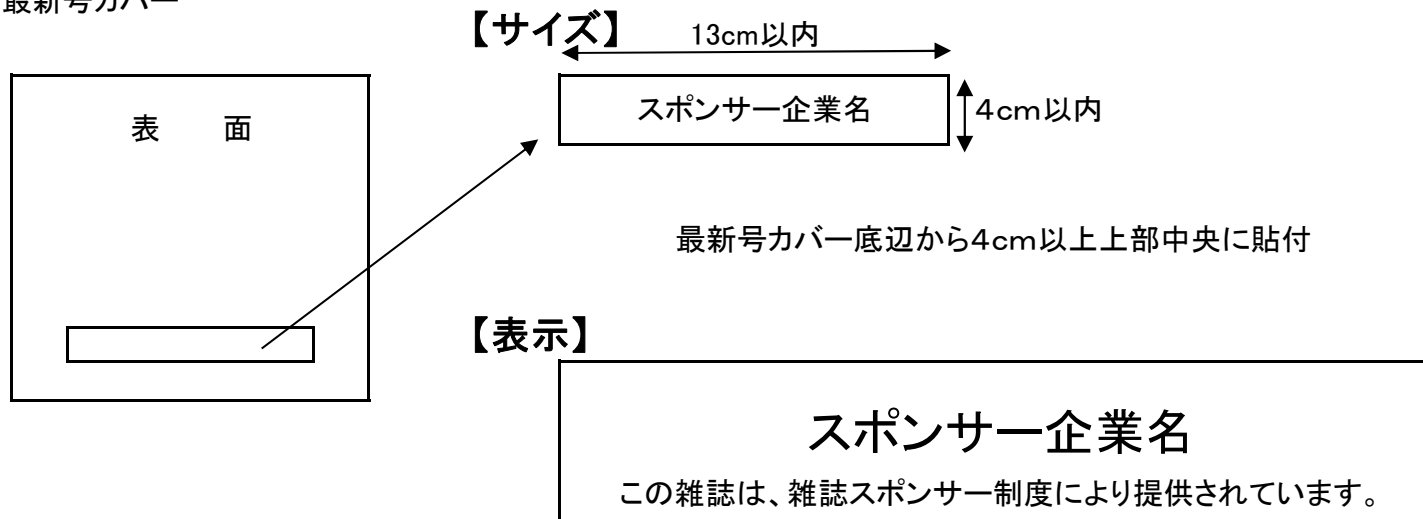 最新号カバー
【サイズ】
13cm以内
表　　面
スポンサー企業名
4cm以内
最新号カバー底辺から4cm以上上部中央に貼付
【表示】
スポンサー企業名
この雑誌は、雑誌スポンサー制度により提供されています。